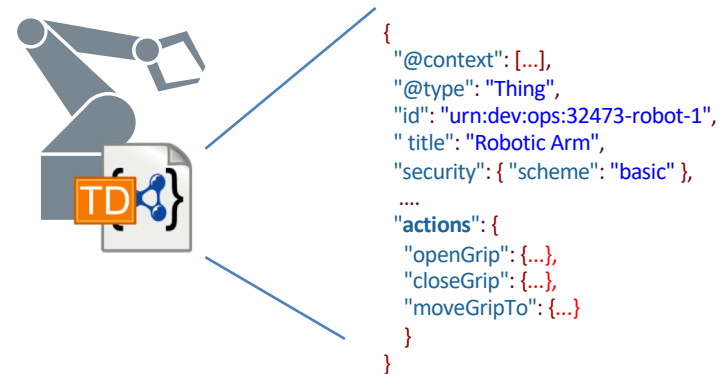 TD
{
"@context": [...],
"@type": "Thing",
"id": "urn:dev:ops:32473-robot-1",
" title": "Robotic Arm",
"security": { "scheme": "basic" },
....
"actions": {
"openGrip": {...},
"closeGrip": {...},
"moveGripTo": {...}
}
}